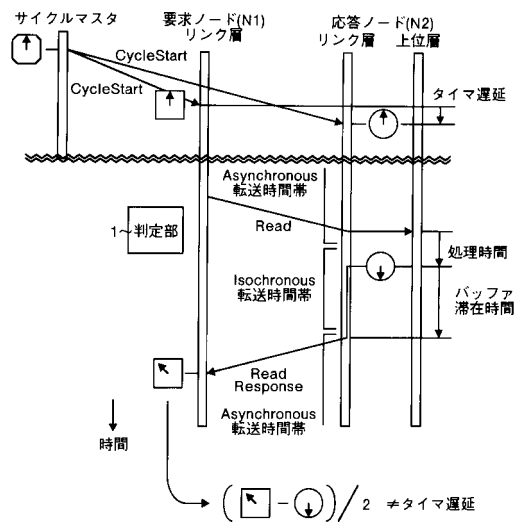 サイクルマスタ
要求ノード(N1)
リンク層
応答ノード(N2)
リンク層 上位層
CycleStart
CycleStart
タイマ遅延
Asynchronous
転送時間帯
1~判定部
Read
処理時間
Isochronous
転送時間帯
バッファ
滞在時間
Read
Response
Asynchronous
転送時間帯
時間
( - ) / 2 ≠タイマ遅延